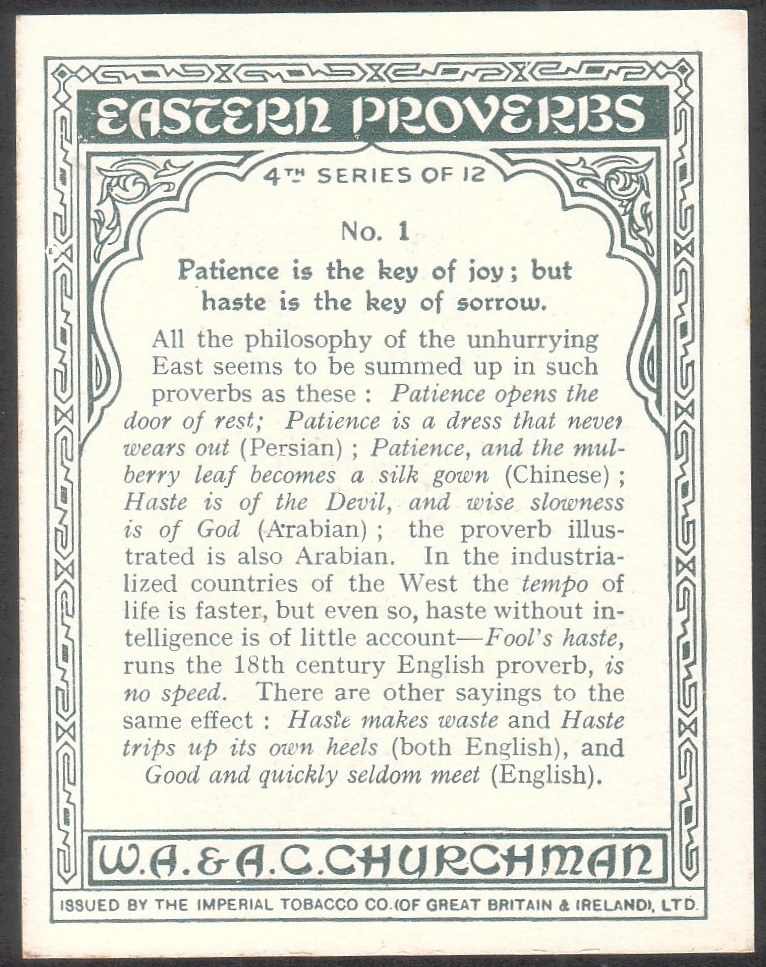 EASTERN PROVERBS
4TH SERIES OF 12
No. 1
Patience is the key of joy; but
haste is the key of sorrow.
All the philosophy of the unhurrying
East seems to be summed up in such
proverbs as these : Patience opens the
door of rest; Patience is a dress that never
wears out (Persian) ; Patience, and the mul-
berry leaf becomes a silk gown (Chinese) ;
Haste is of the Devil, and wise slowness
is of God (Arabian) ; the proverb illus-
trated is also Arabian. In the industria-
lized countries of the West the tempo of
life is faster, but even so, haste without in-
telligence is of little account—Fool's haste,
runs the 18th century English proverb, is
no speed. There are other sayings to the
same effect : Haste makes waste and Haste
trips up its own heels (both English), and
Good and quickly seldom meet (English).
W.A. & A.C. CHURCHMAN
ISSUED BY THE IMPERIAL TOBACCO CO. (OF GREAT BRITAIN & IRELAND), LTD.